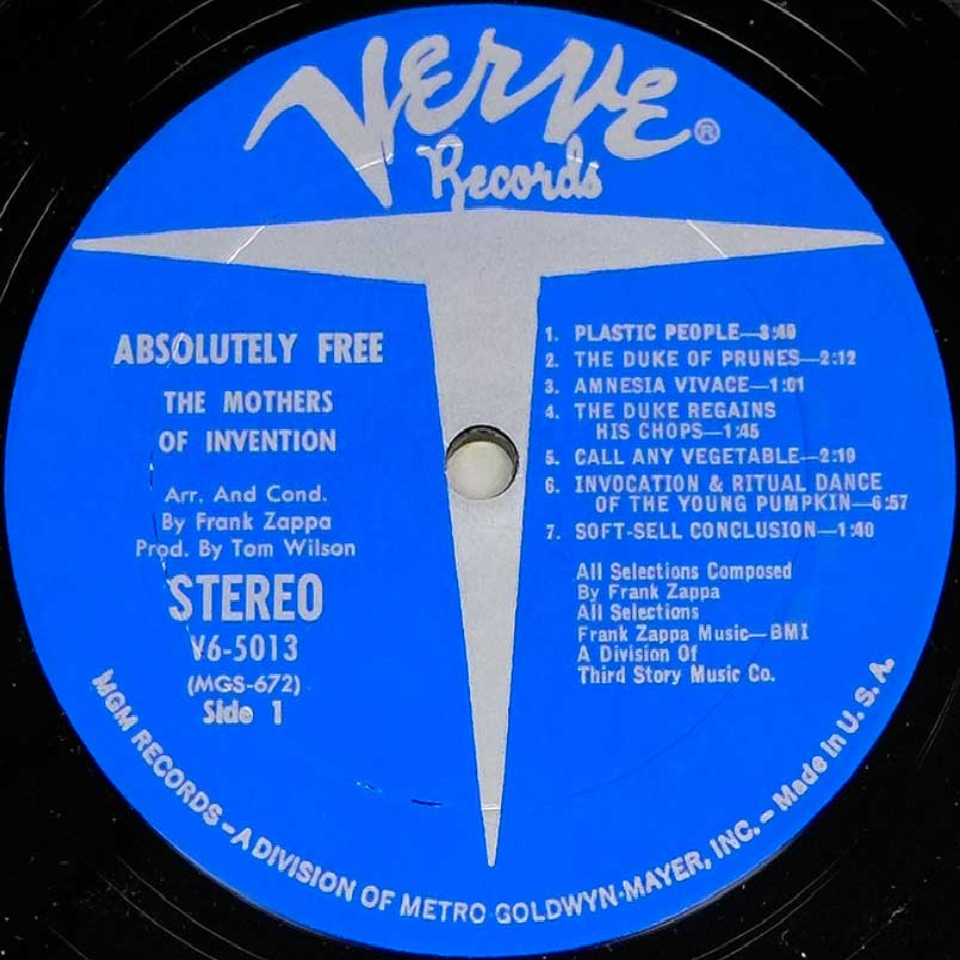 Verve ®
Records
ABSOLUTELY FREE
THE MOTHERS
OF INVENTION
Arr. And Cond.
By Frank Zappa
Prod. By Tom Wilson
STEREO
V6-5013
(MGS-672)
Side 1
1. PLASTIC PEOPLE—3:40
2. THE DUKE OF PRUNES—2:12
3. AMNESIA VIVACE—1:01
4. THE DUKE REGAINS
HIS CHOPS—1:45
5. CALL ANY VEGETABLE—2:19
6. INVOCATION & RITUAL DANCE
OF THE YOUNG PUMPKIN—6:57
7. SOFT-SELL CONCLUSION—1:40
All Selections Composed
By Frank Zappa
All Selections
Frank Zappa Music—BMI
A Division Of
Third Story Music Co.
MGM RECORDS – A DIVISION OF METRO GOLDWYN-MAYER, INC. – Made in U. S. A.